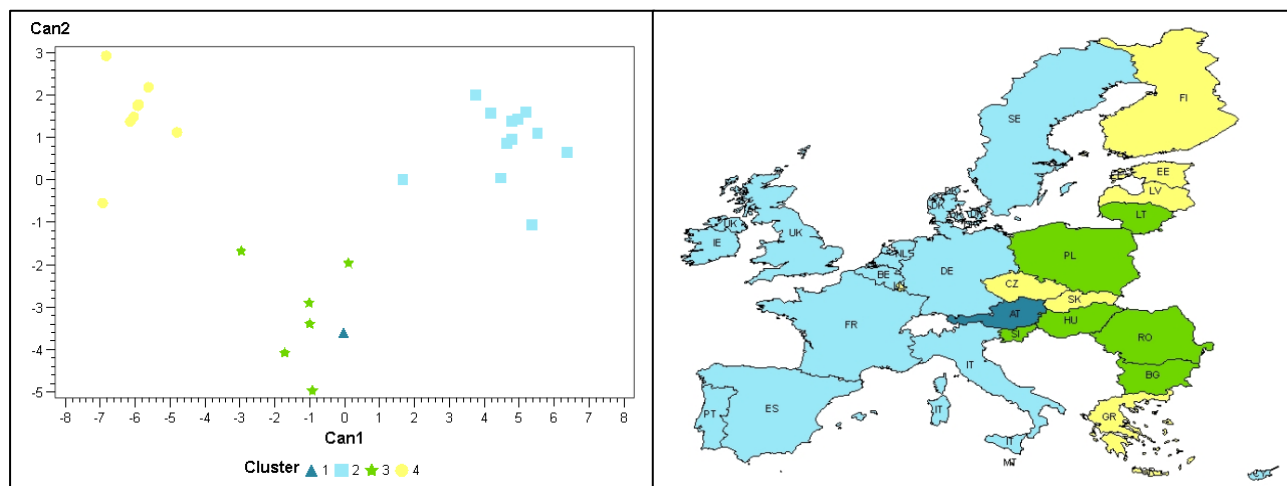 Can2
3
2
1
0
-1
-2
-3
-4
-5
-8 -7 -6 -5 -4 -3 -2 -1 0 1 2 3 4 5 6 7 8
Can1
Cluster 1 2 3 4
FI
SE
EE
LV
LT
DK
UK
UK
IE
NL
DE
PL
BE
CZ
SK
AT
HU
FR
SI
RO
IT
BG
PT
ES
IT
GR
IT
MT